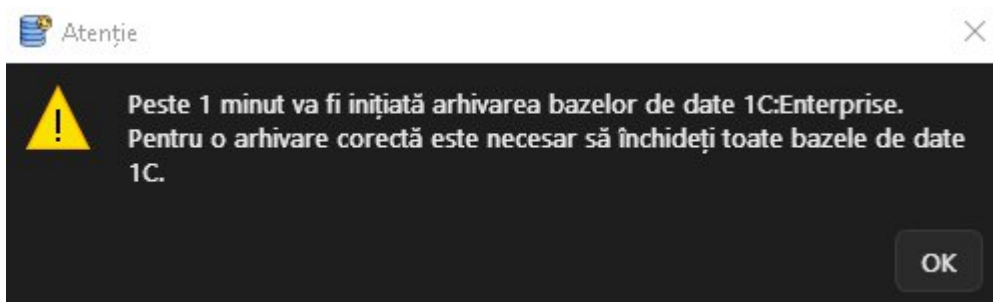 Atenție
Peste 1 minut va fi inițiată arhivarea bazelor de date 1C:Enterprise.
Pentru o arhivare corectă este necesar să închideți toate bazele de date
1C.
OK